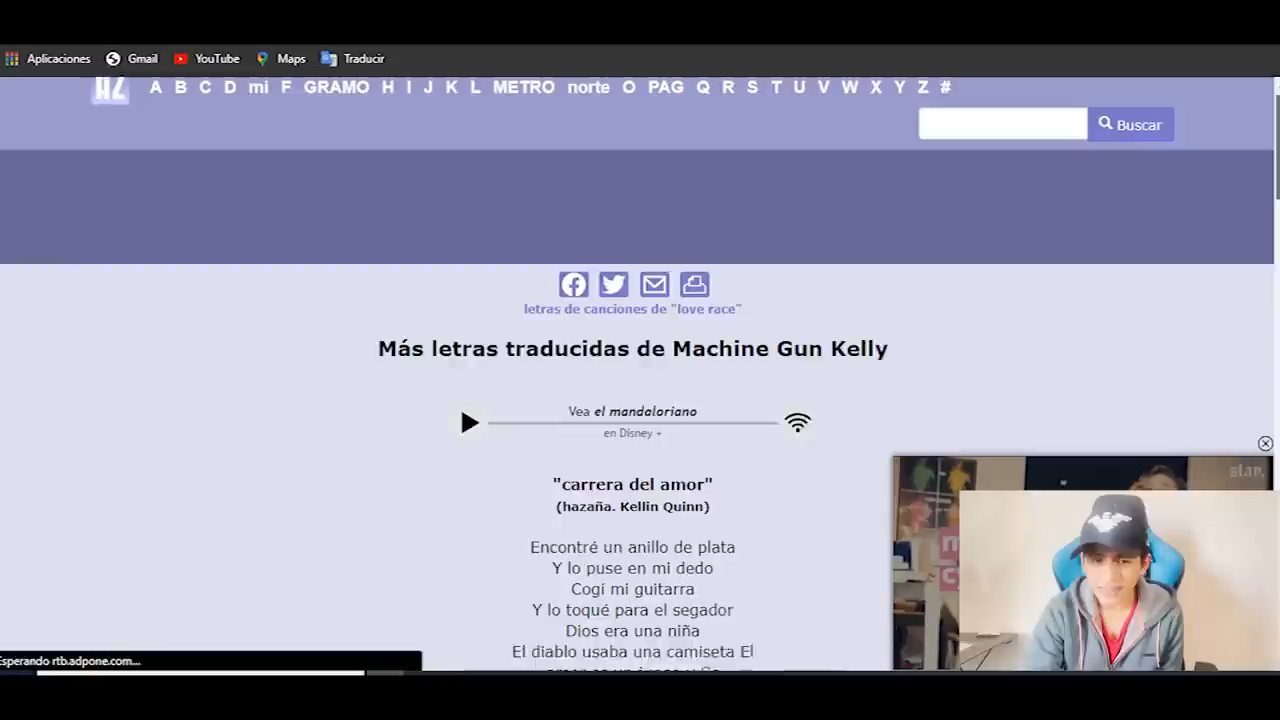 Aplicaciones Gmail YouTube Maps Traducir
AZ A B C D mi F GRAMO H I J K L METRO norte O PAG Q R S T U V W X Y Z #
Buscar
letras de canciones de "love race"
Más letras traducidas de Machine Gun Kelly
Vea el mandaloriano
en Disney +
"carrera del amor"
(hazaña. Kellin Quinn)
Encontré un anillo de plata
Y lo puse en mi dedo
Cogí mi guitarra
Y lo toqué para el segador
Dios era una niña
El diablo usaba una camiseta El
star.
Esperando rtb.adpone.com...